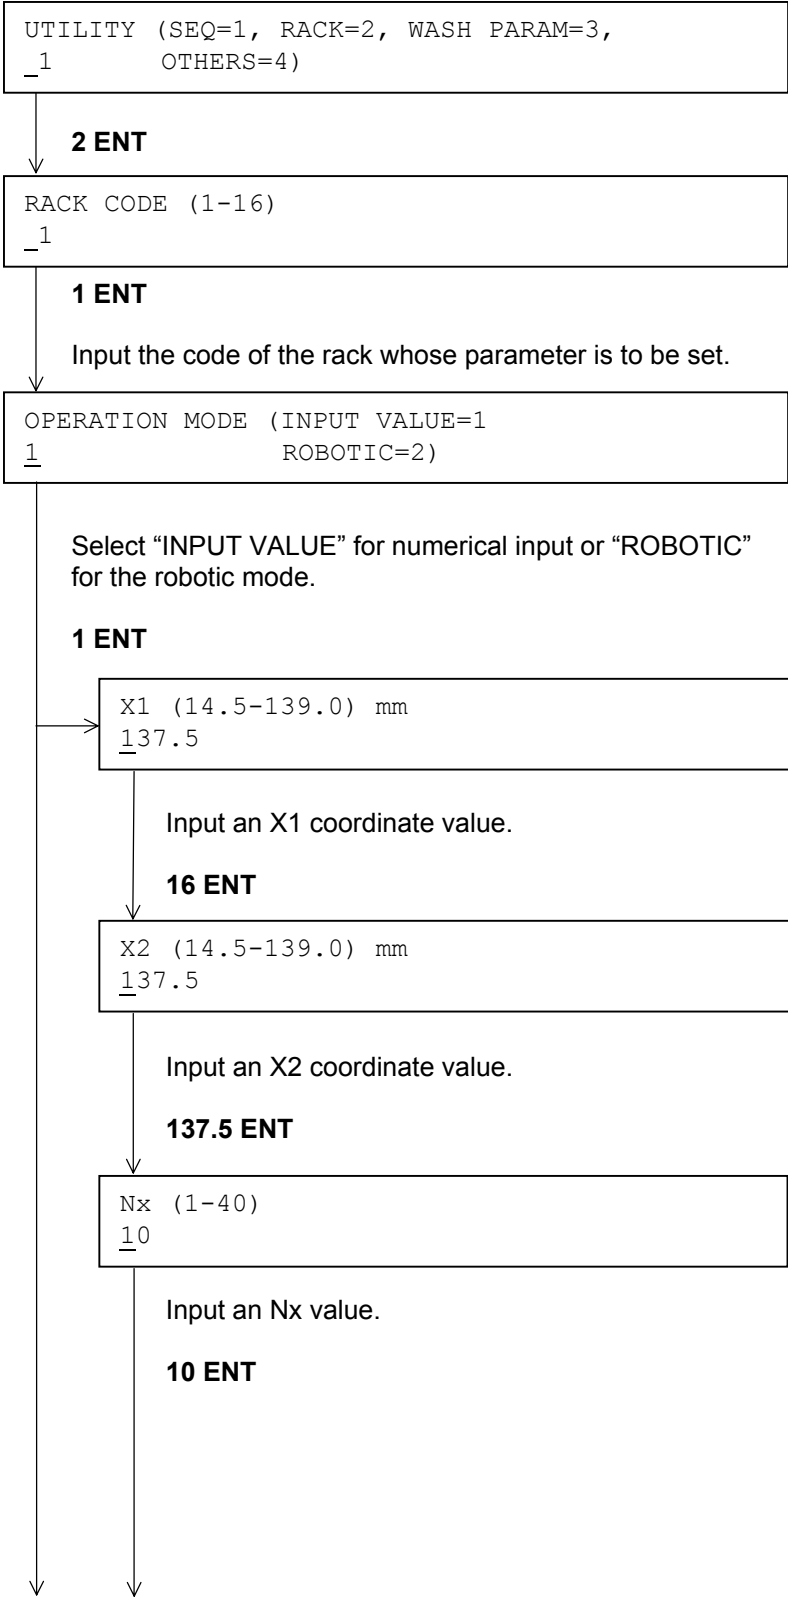 UTILITY (SEQ=1, RACK=2, WASH PARAM=3,
1 OTHERS=4)
2 ENT
RACK CODE (1-16)
1
1 ENT
Input the code of the rack whose parameter is to be set.
OPERATION MODE (INPUT VALUE=1
1 ROBOTIC=2)
Select “INPUT VALUE” for numerical input or “ROBOTIC”
for the robotic mode.
1 ENT
X1 (14.5-139.0) mm
137.5
Input an X1 coordinate value.
16 ENT
X2 (14.5-139.0) mm
137.5
Input an X2 coordinate value.
137.5 ENT
Nx (1-40)
10
Input an Nx value.
10 ENT